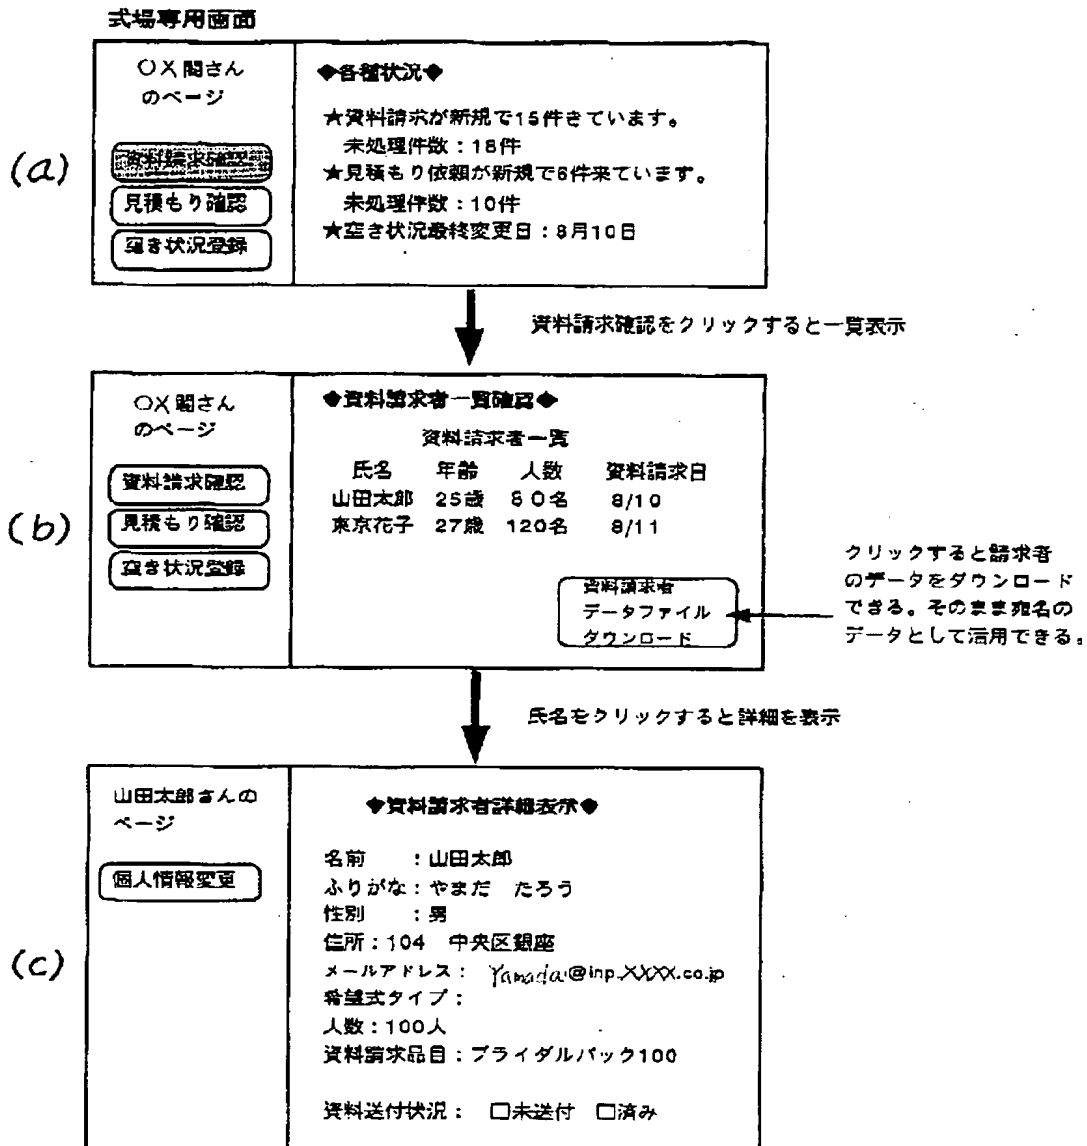 式場専用画面
(a)
〇X閣さん
のページ
資料請求確認
見積もり確認
空き状況登録
◆各種状況◆
★資料請求が新規で15件きています。
未処理件数:18件
★見積もり依頼が新規で6件来ています。
未処理件数:10件
★空き状況最終変更日:8月10日
資料請求確認をクリックすると一覧表示
(b)
〇X閣さん
のページ
資料請求確認
見積もり確認
空き状況登録
◆資料請求者一覧確認◆
資料請求者一覧
氏名 年齢 人数 資料請求日
山田太郎 25歳 80名 8/10
東京花子 27歳 120名 8/11
資料請求者
データファイル
ダウンロード
クリックすると請求者
のデータをダウンロード
できる。そのまま宛名の
データとして活用できる。
氏名をクリックすると詳細を表示
(c)
山田太郎さんの
ページ
個人情報変更
◆資料請求者詳細表示◆
名前 :山田太郎
ふりがな:やまだ たろう
性別 :男
住所:104 中央区銀座
メールアドレス: Yamada@inp.XXXX.co.jp
希望式タイプ:
人数:100人
資料請求品目:ブライダルパック100
資料送付状況: □未送付 □済み